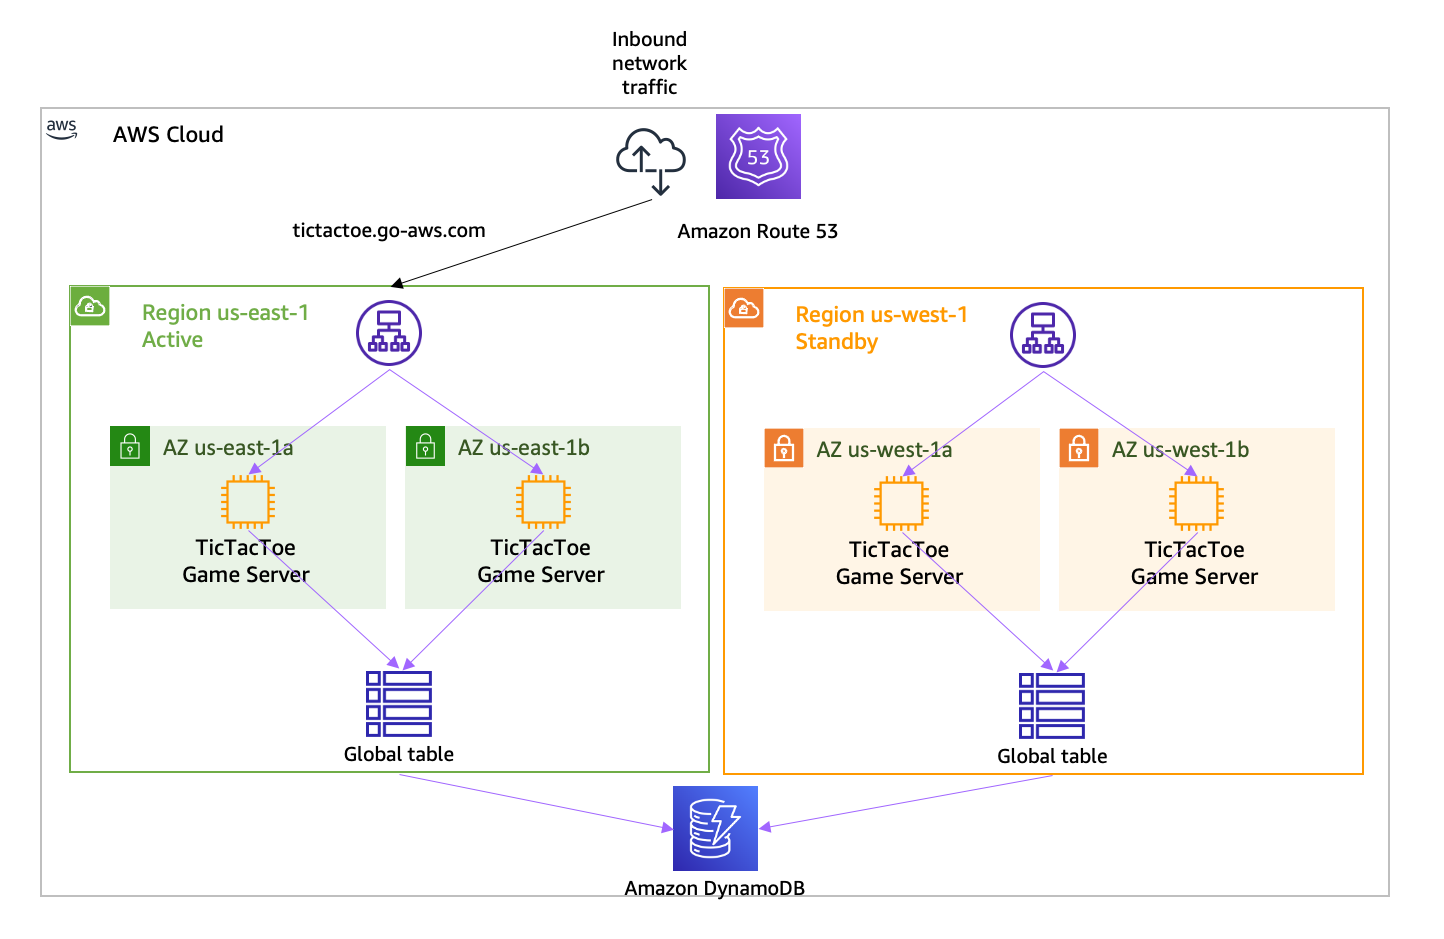 Inbound
network
traffic
aws
AWS Cloud
53
tictactoe.go-aws.com
Amazon Route 53
Region us-east-1
Active
Region us-west-1
Standby
AZ us-east-1a
AZ us-east-1b
AZ us-west-1a
AZ us-west-1b
TicTacToe
Game Server
TicTacToe
Game Server
TicTacToe
Game Server
TicTacToe
Game Server
Global table
Global table
Amazon DynamoDB